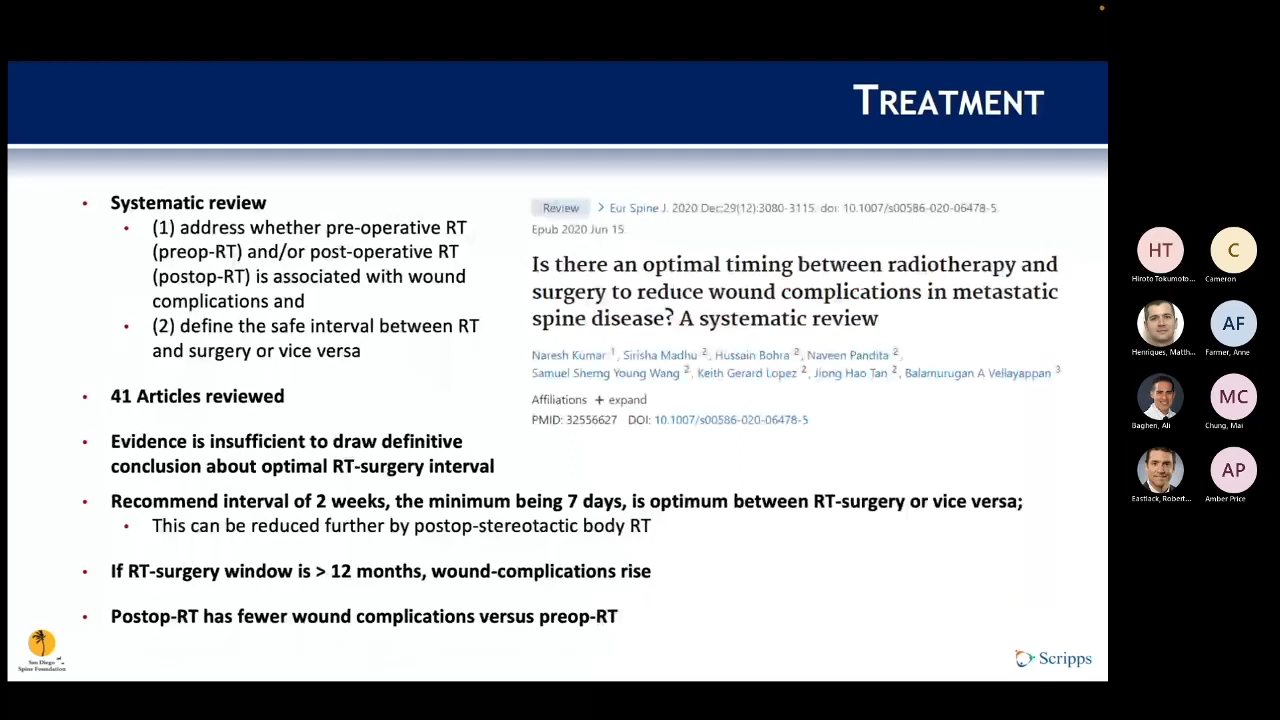 TREATMENT
• Systematic review
• (1) address whether pre-operative RT
(preop-RT) and/or post-operative RT
(postop-RT) is associated with wound
complications and
• (2) define the safe interval between RT
and surgery or vice versa
• 41 Articles reviewed
• Evidence is insufficient to draw definitive
conclusion about optimal RT-surgery interval
• Recommend interval of 2 weeks, the minimum being 7 days, is optimum between RT-surgery or vice versa;
• This can be reduced further by postop-stereotactic body RT
• If RT-surgery window is > 12 months, wound-complications rise
• Postop-RT has fewer wound complications versus preop-RT
Review > Eur Spine J. 2020 Dec;29(12):3080-3115. doi: 10.1007/s00586-020-06478-5.
Epub 2020 Jun 15.
Is there an optimal timing between radiotherapy and
surgery to reduce wound complications in metastatic
spine disease? A systematic review
Naresh Kumar 1, Sirisha Madhu 2, Hussain Bohra 2, Naveen Pandita 2,
Samuel Sherng Young Wang 2, Keith Gerard Lopez 2, Jiong Hao Tan 2, Balamurugan A Vellayappan 3
Affiliations + expand
PMID: 32556627 DOI: 10.1007/s00586-020-06478-5
San Diego
Spine Foundation
Scripps
HT
Hiroto Tokumoto...
C
Cameron
Henriques, Matth...
AF
Farmer, Anne
Bagheri, Ali
MC
Chung, Mai
Eastlack, Robert...
AP
Amber Price